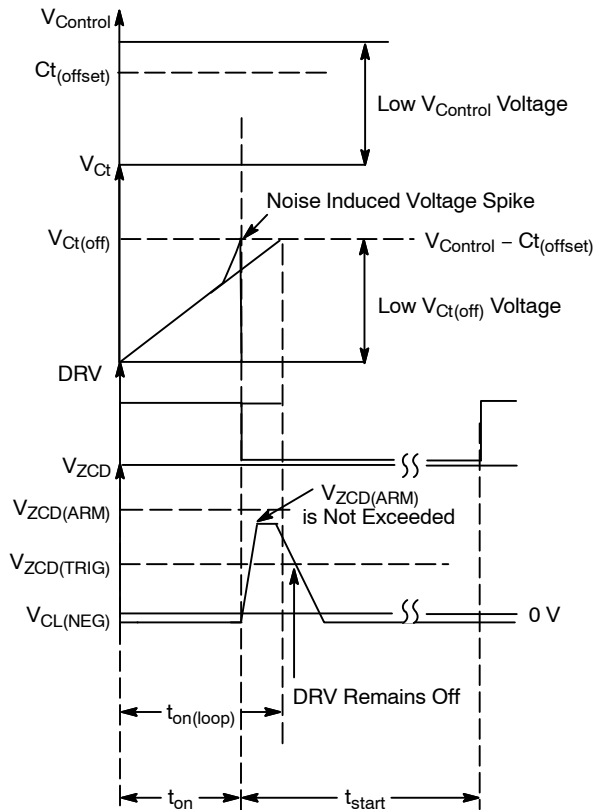 VControl
Ct(offset)
Low VControl Voltage
VCt
Noise Induced Voltage Spike
VCt(off)
VControl – Ct(offset)
Low VCt(off) Voltage
DRV
VZCD
VZCD(ARM)
VZCD(ARM)
is Not Exceeded
VZCD(TRIG)
VCL(NEG)
0 V
DRV Remains Off
ton(loop)
ton
tstart